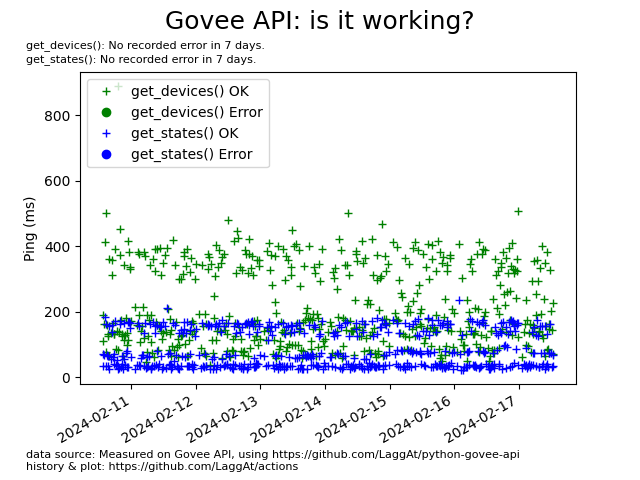 Govee API: is it working?
get_devices(): No recorded error in 7 days.
get_states(): No recorded error in 7 days.
get_devices() OK
get_devices() Error
get_states() OK
get_states() Error
Ping (ms)
800
600
400
200
0
2024-02-11
2024-02-12
2024-02-13
2024-02-14
2024-02-15
2024-02-16
2024-02-17
data source: Measured on Govee API, using https://github.com/LaggAt/python-govee-api
history & plot: https://github.com/LaggAt/actions